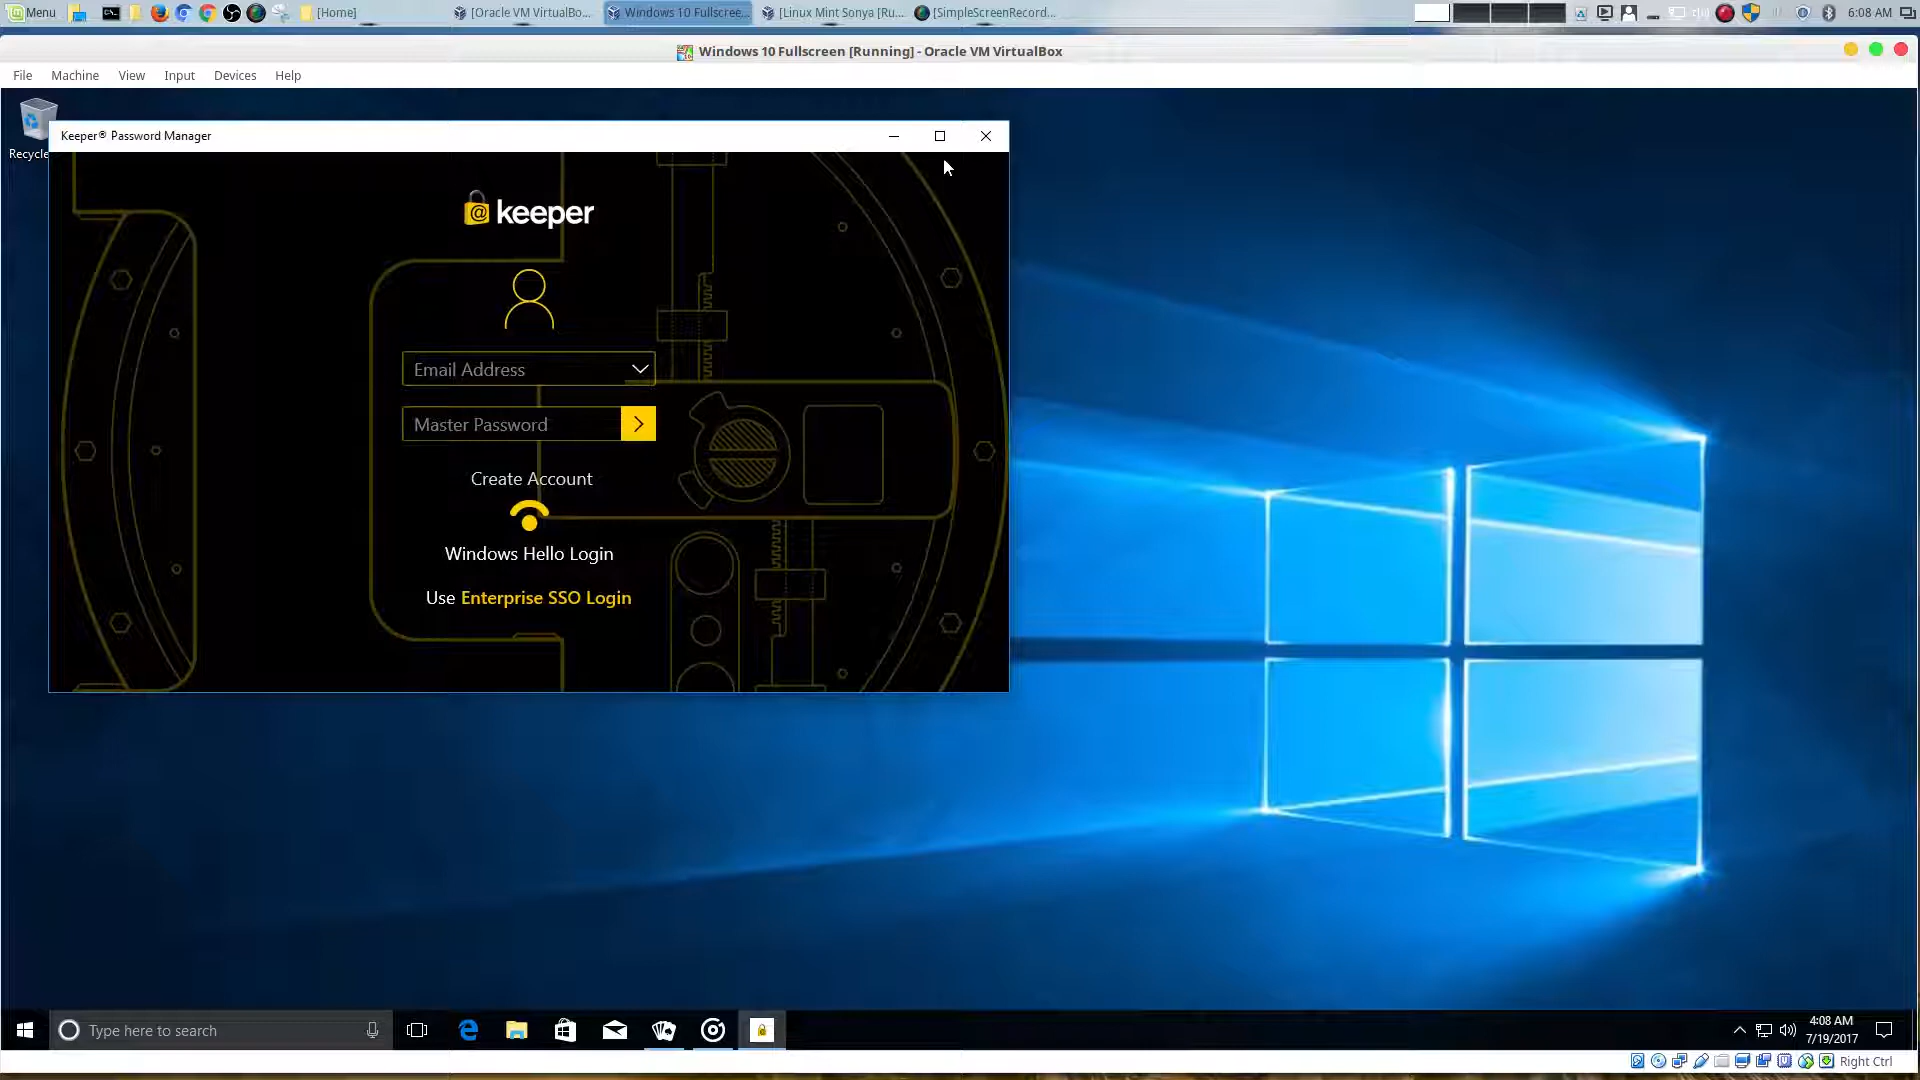 Menu
[Home]
[Oracle VM VirtualBo...
Windows 10 Fullscree...
[Linux Mint Sonya [Ru...
[SimpleScreenRecord...
6:08 AM
Windows 10 Fullscreen [Running] - Oracle VM VirtualBox
File Machine View Input Devices Help
Recycle
Keeper® Password Manager
keeper
Email Address
Master Password
Create Account
Windows Hello Login
Use Enterprise SSO Login
Type here to search
4:08 AM
7/19/2017
Right Ctrl